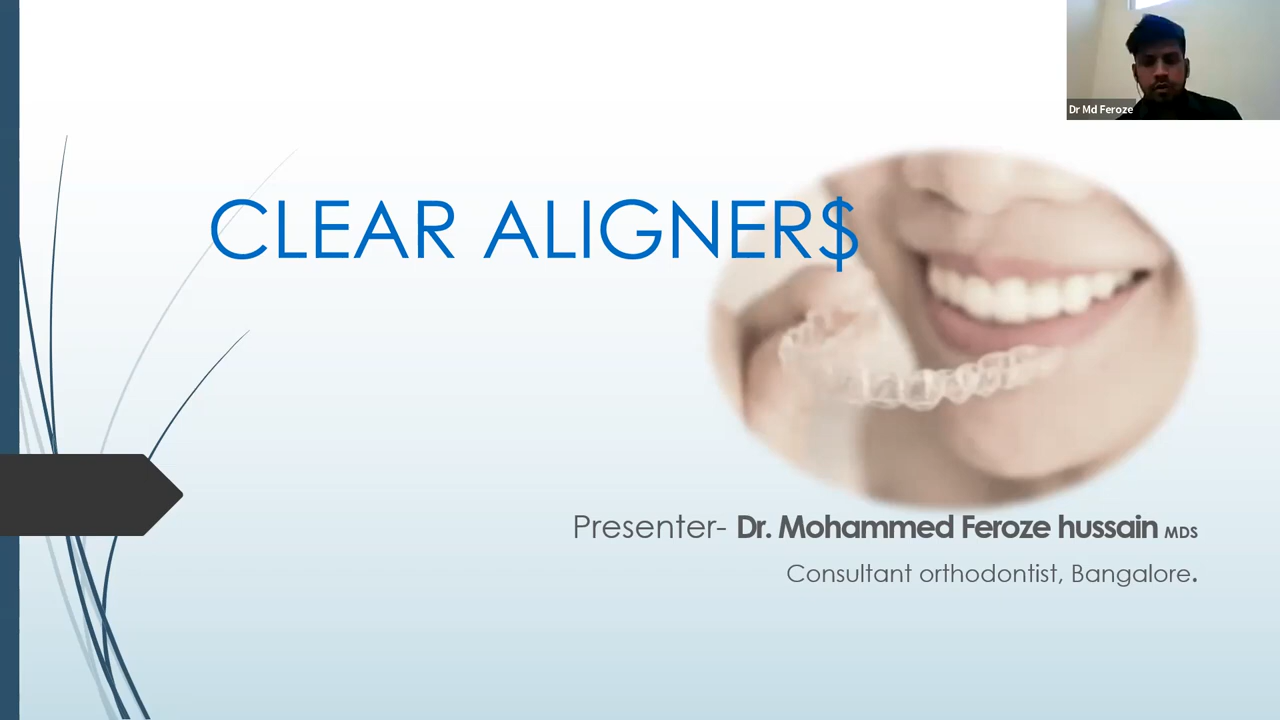 Dr Md Feroze
CLEAR ALIGNER$
Presenter- Dr. Mohammed Feroze hussain MDS
Consultant orthodontist, Bangalore.